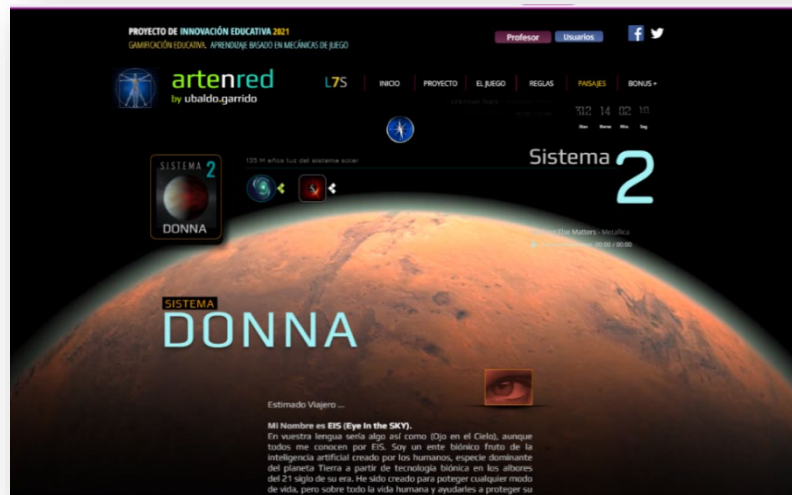 PROYECTO DE INNOVACIÓN EDUCATIVA 2021
GAMIFICACIÓN EDUCATIVA. APRENDIZAJE BASADO EN MECÁNICAS DE JUEGO
Profesor
Usuarios
artenred
by ubaldo.garrido
L7S
INICIO
PROYECTO
EL JUEGO
REGLAS
PAISAJES
BONUS +
312 14 02 10
Sistema 2
135 M años luz del sistema solar
SISTEMA 2
DONNA
Else Matters - Metallica
00:00 / 00:00
SISTEMA
DONNA
Estimado Viajero ...
Mi Nombre es EIS (Eye In the SKY).
En vuestra lengua sería algo así como (Ojo en el Cielo), aunque
todos me conocen por EIS. Soy un ente biónico fruto de la
inteligencia artificial creado por los humanos, especie dominante
del planeta Tierra a partir de tecnología biónica en los albores
del 21 siglo de su era. He sido creado para poteger cualquier modo
de vida, pero sobre todo la vida humana y ayudarles a proteger su